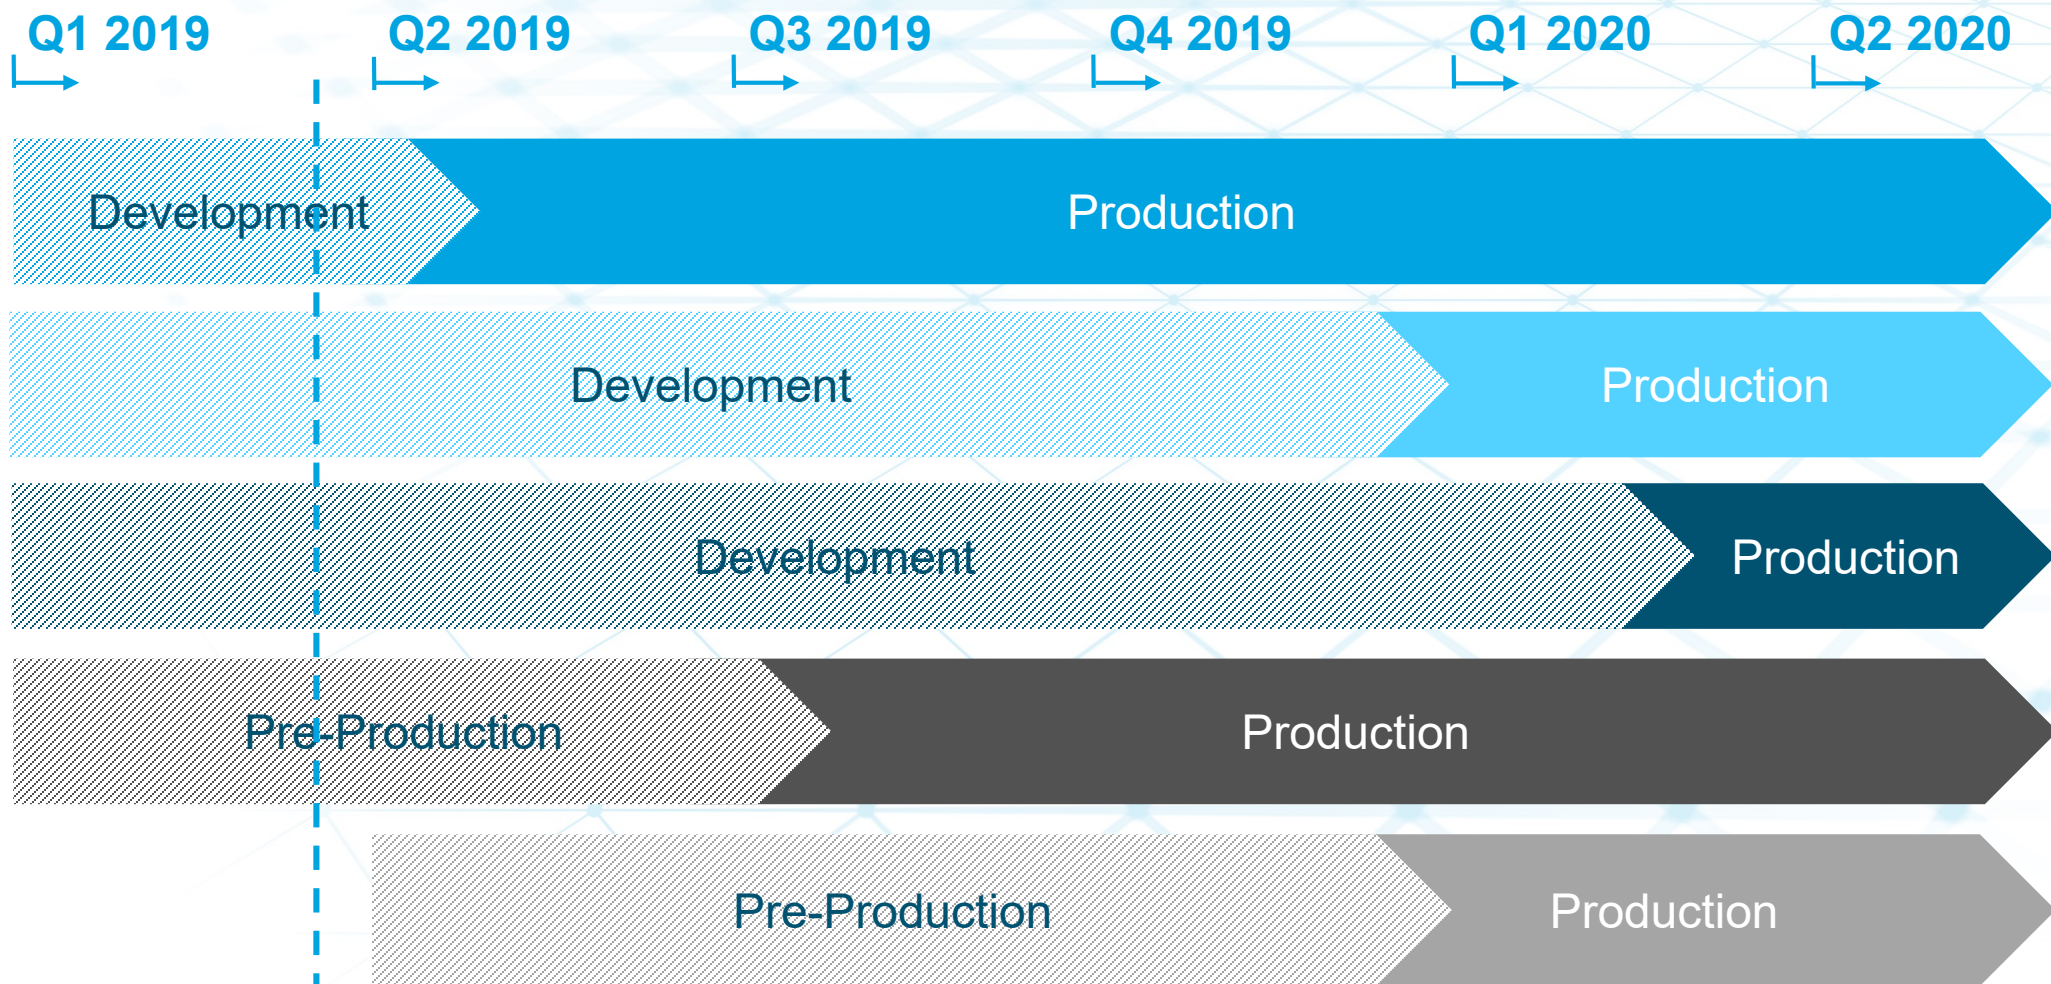 Q1 2019
Q2 2019
Q3 2019
Q4 2019
Q1 2020
Q2 2020
Development
Production
Development
Production
Development
Production
Pre-Production
Production
Pre-Production
Production